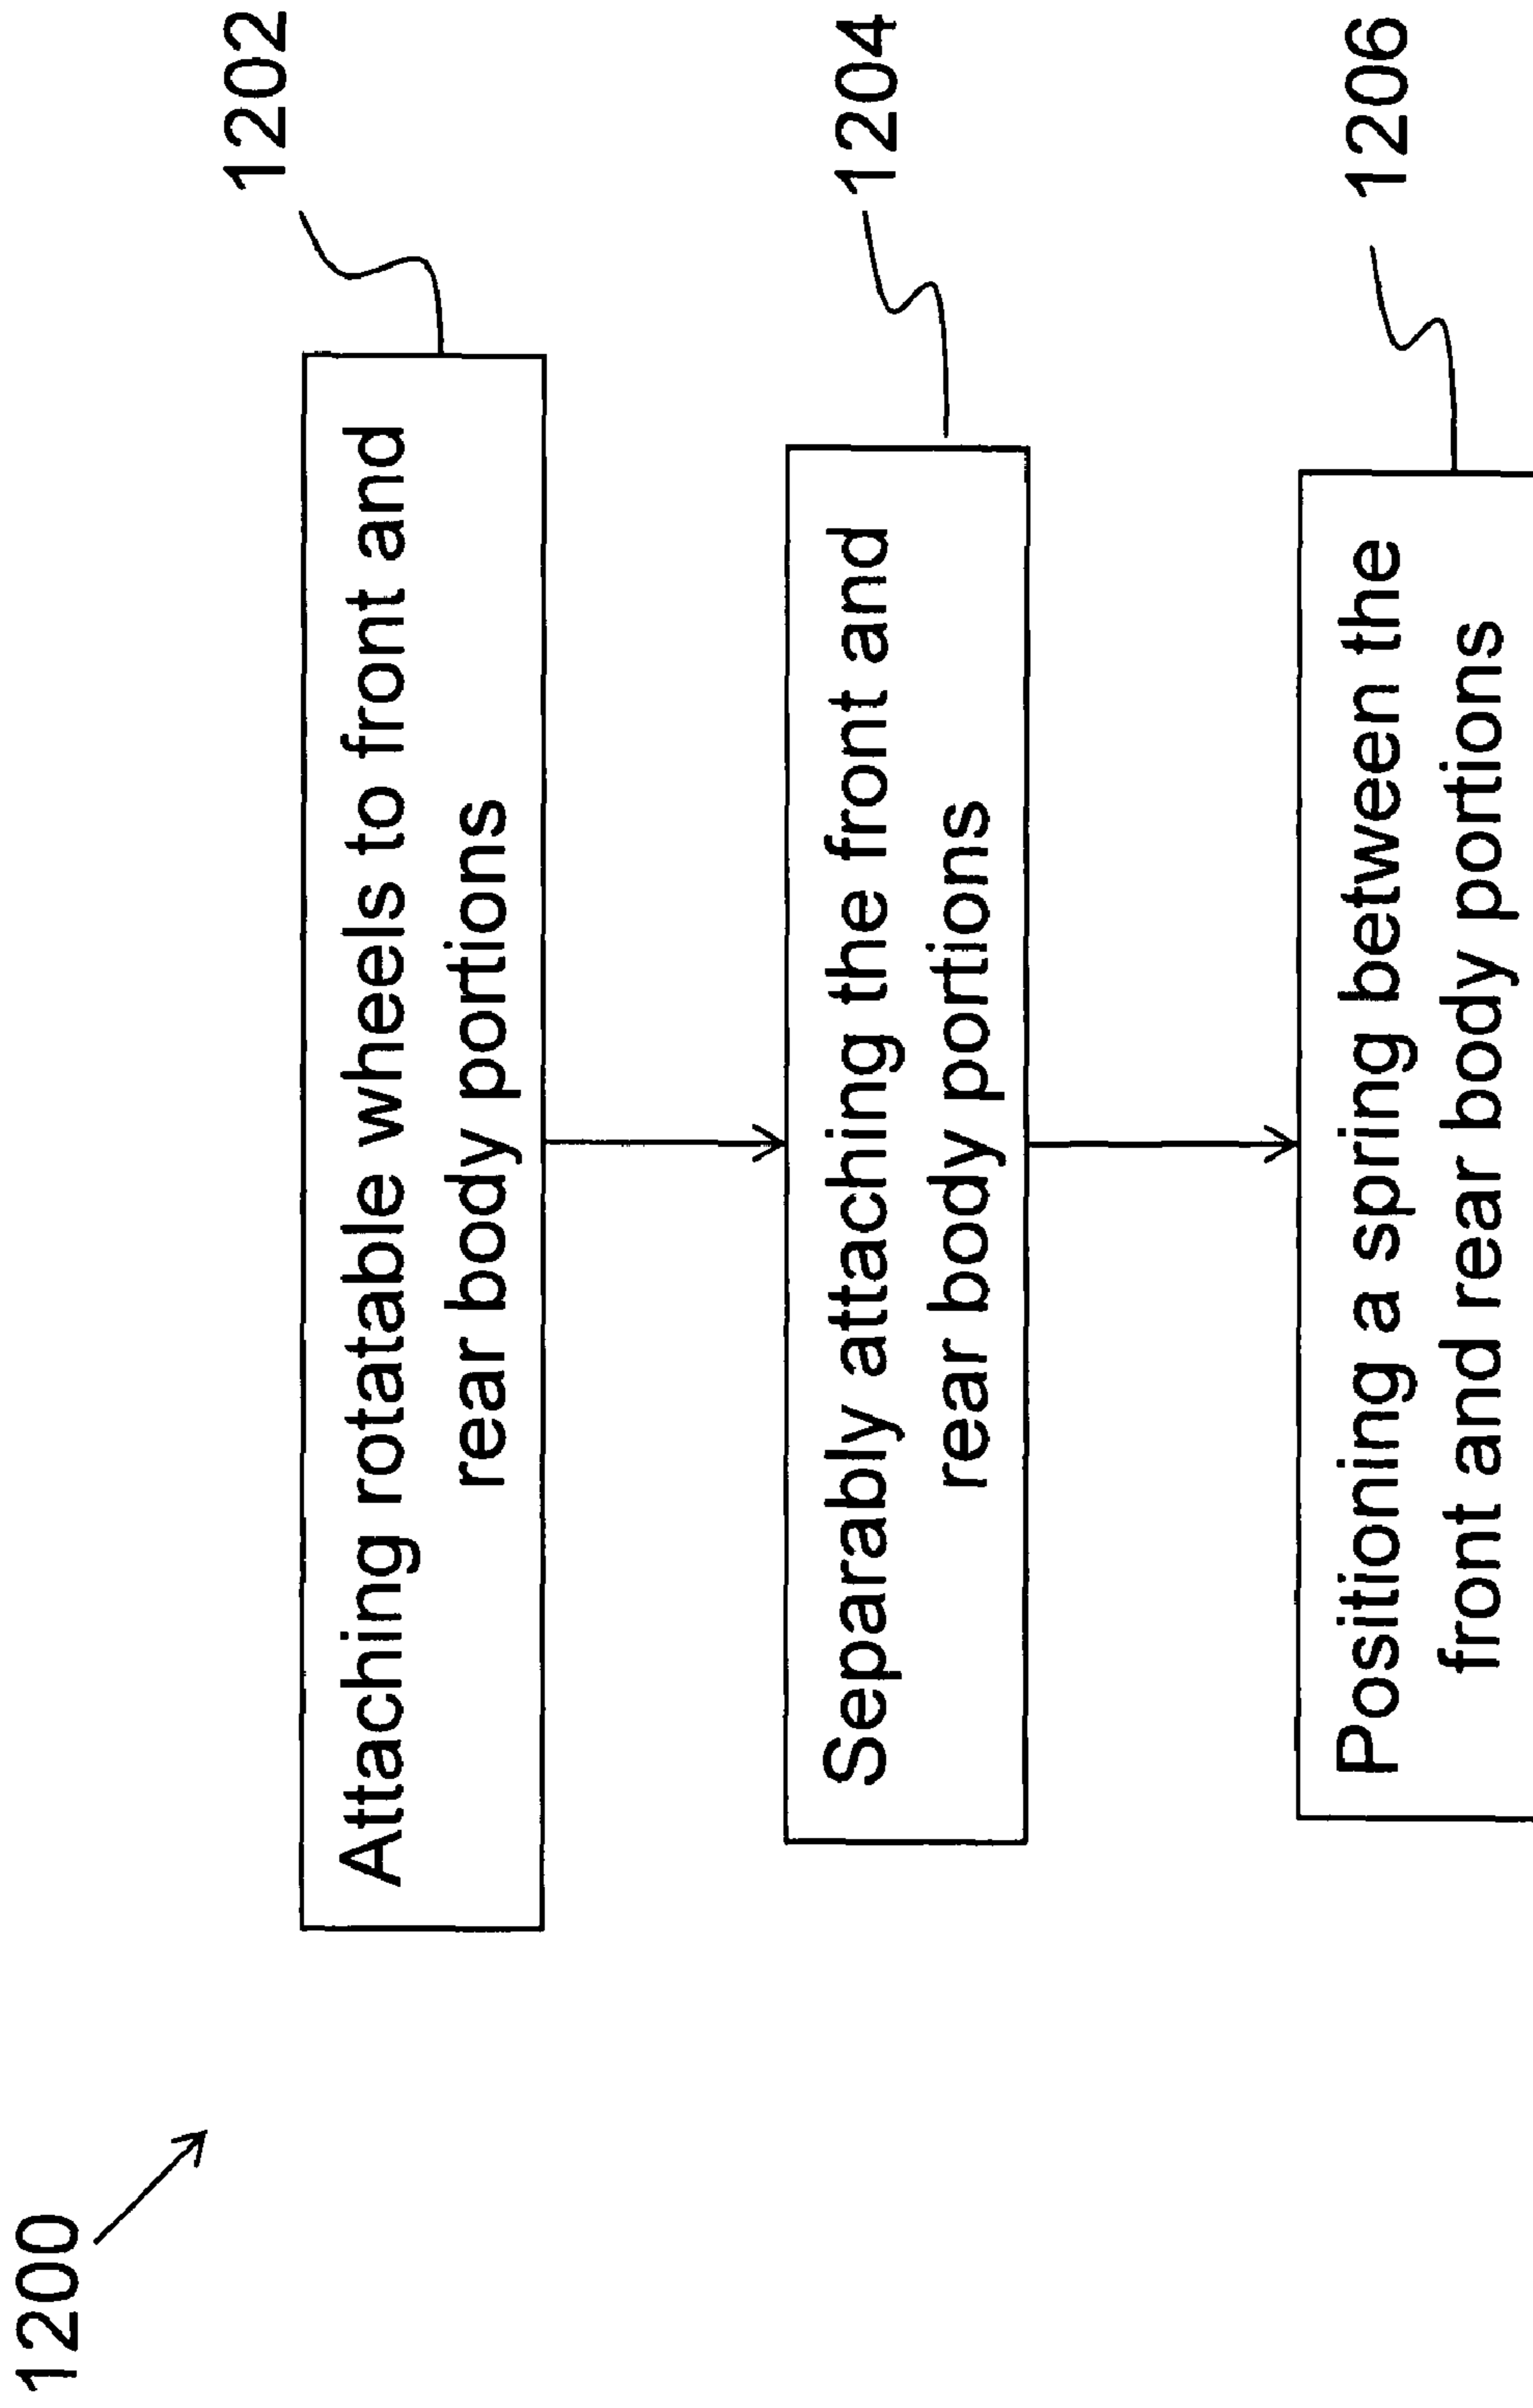 1200
1202
Attaching rotatable wheels to front and
rear body portions
1204
Separably attaching the front and
rear body portions
1206
Positioning a spring between the
front and rear body portions